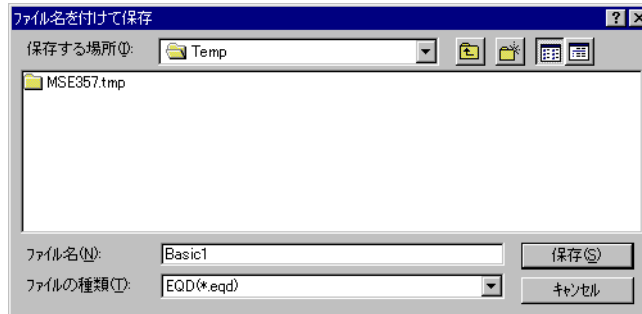 ファイル名を付けて保存
保存する場所(I): Temp
MSE357.tmp
ファイル名(N): Basic1 保存(S)
ファイルの種類(T): EQD(*.eqd) キャンセル